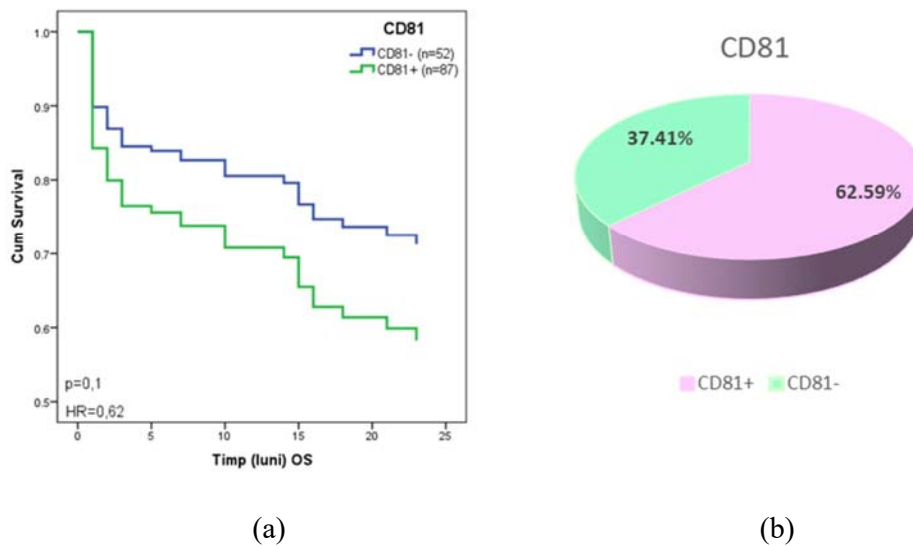 CD81
CD81- (n=52)
CD81+ (n=87)
1.0
0.9
0.8
0.7
0.6
0.5
Cum Survival
p=0,1
HR=0,62
0 5 10 15 20 25
Timp (luni) OS
(a)
CD81
37.41%
62.59%
CD81+ CD81-
(b)